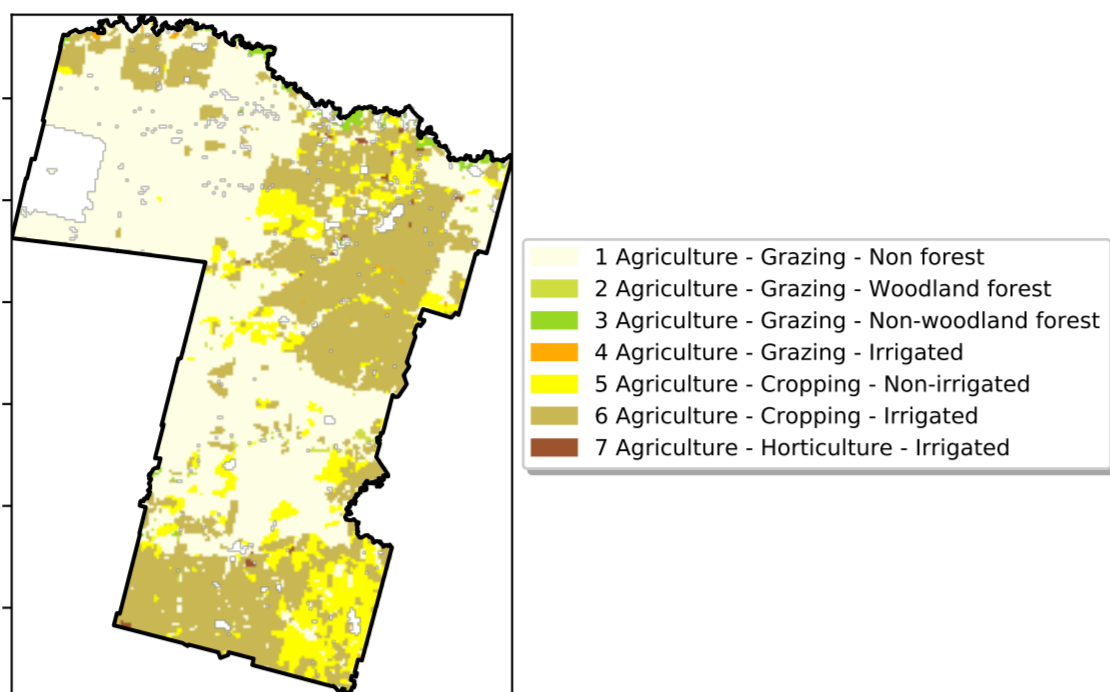 1 Agriculture - Grazing - Non forest
2 Agriculture - Grazing - Woodland forest
3 Agriculture - Grazing - Non-woodland forest
4 Agriculture - Grazing - Irrigated
5 Agriculture - Cropping - Non-irrigated
6 Agriculture - Cropping - Irrigated
7 Agriculture - Horticulture - Irrigated